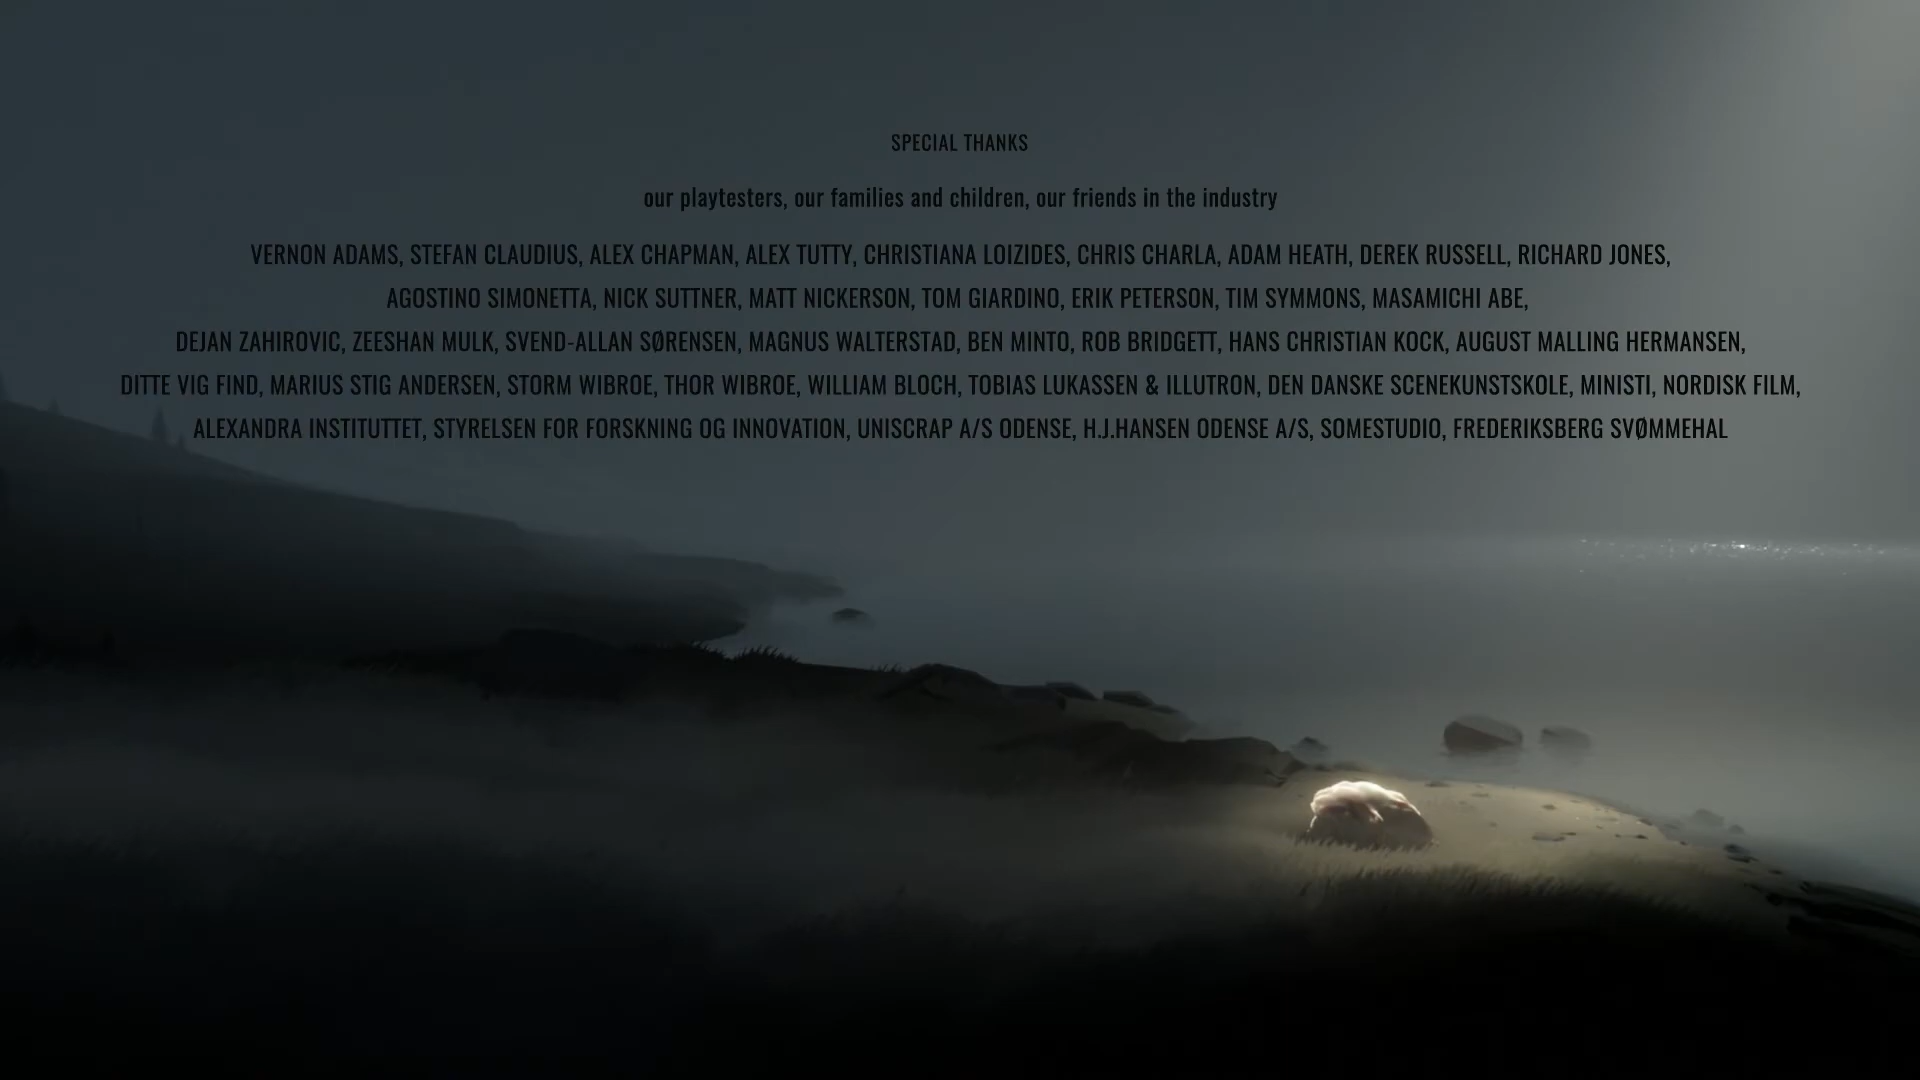 SPECIAL THANKS
our playtesters, our families and children, our friends in the industry
VERNON ADAMS, STEFAN CLAUDIUS, ALEX CHAPMAN, ALEX TUTTY, CHRISTIANA LOIZIDES, CHRIS CHARLA, ADAM HEATH, DEREK RUSSELL, RICHARD JONES,
AGOSTINO SIMONETTA, NICK SUTTNER, MATT NICKERSON, TOM GIARDINO, ERIK PETERSON, TIM SYMMONS, MASAMICHI ABE,
DEJAN ZAHIROVIC, ZEESHAN MULK, SVEND-ALLAN SØRENSEN, MAGNUS WALTERSTAD, BEN MINTO, ROB BRIDGETT, HANS CHRISTIAN KOCK, AUGUST MALLING HERMANSEN,
DITTE VIG FIND, MARIUS STIG ANDERSEN, STORM WIBROE, THOR WIBROE, WILLIAM BLOCH, TOBIAS LUKASSEN & ILLUTRON, DEN DANSKE SCENEKUNSTSKOLE, MINISTI, NORDISK FILM,
ALEXANDRA INSTITUTTET, STYRELSEN FOR FORSKNING OG INNOVATION, UNISCRAP A/S ODENSE, H.J.HANSEN ODENSE A/S, SOMESTUDIO, FREDERIKSBERG SVØMMEHAL